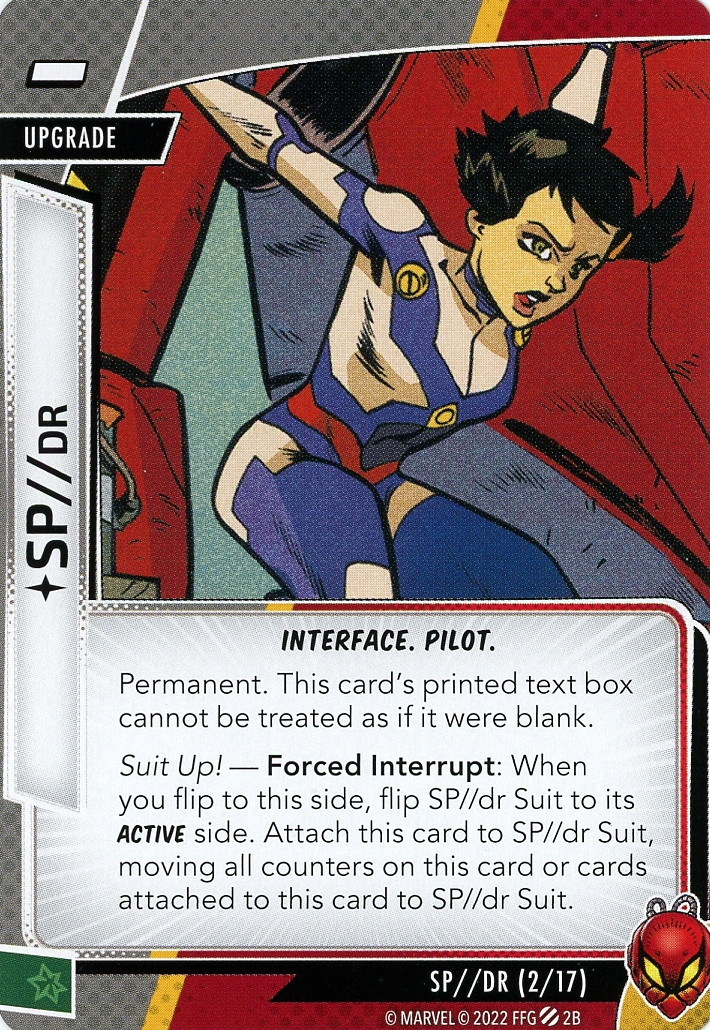 UPGRADE
SP//DR
INTERFACE. PILOT.
Permanent. This card's printed text box
cannot be treated as if it were blank.
Suit Up! — Forced Interrupt: When
you flip to this side, flip SP//dr Suit to its
ACTIVE side. Attach this card to SP//dr Suit,
moving all counters on this card or cards
attached to this card to SP//dr Suit.
SP//DR (2/17)
© MARVEL © 2022 FFG 2B